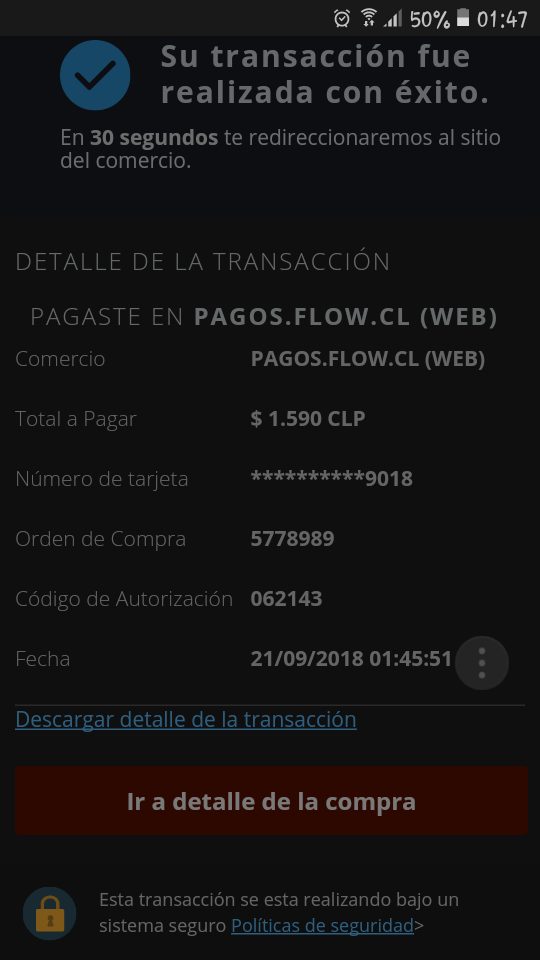 50% 01:47
Su transacción fue
realizada con éxito.
En 30 segundos te redireccionaremos al sitio
del comercio.
DETALLE DE LA TRANSACCIÓN
PAGASTE EN PAGOS.FLOW.CL (WEB)
Comercio PAGOS.FLOW.CL (WEB)
Total a Pagar $ 1.590 CLP
Número de tarjeta **********9018
Orden de Compra 5778989
Código de Autorización 062143
Fecha 21/09/2018 01:45:51
Descargar detalle de la transacción
Ir a detalle de la compra
Esta transacción se esta realizando bajo un
sistema seguro Políticas de seguridad>